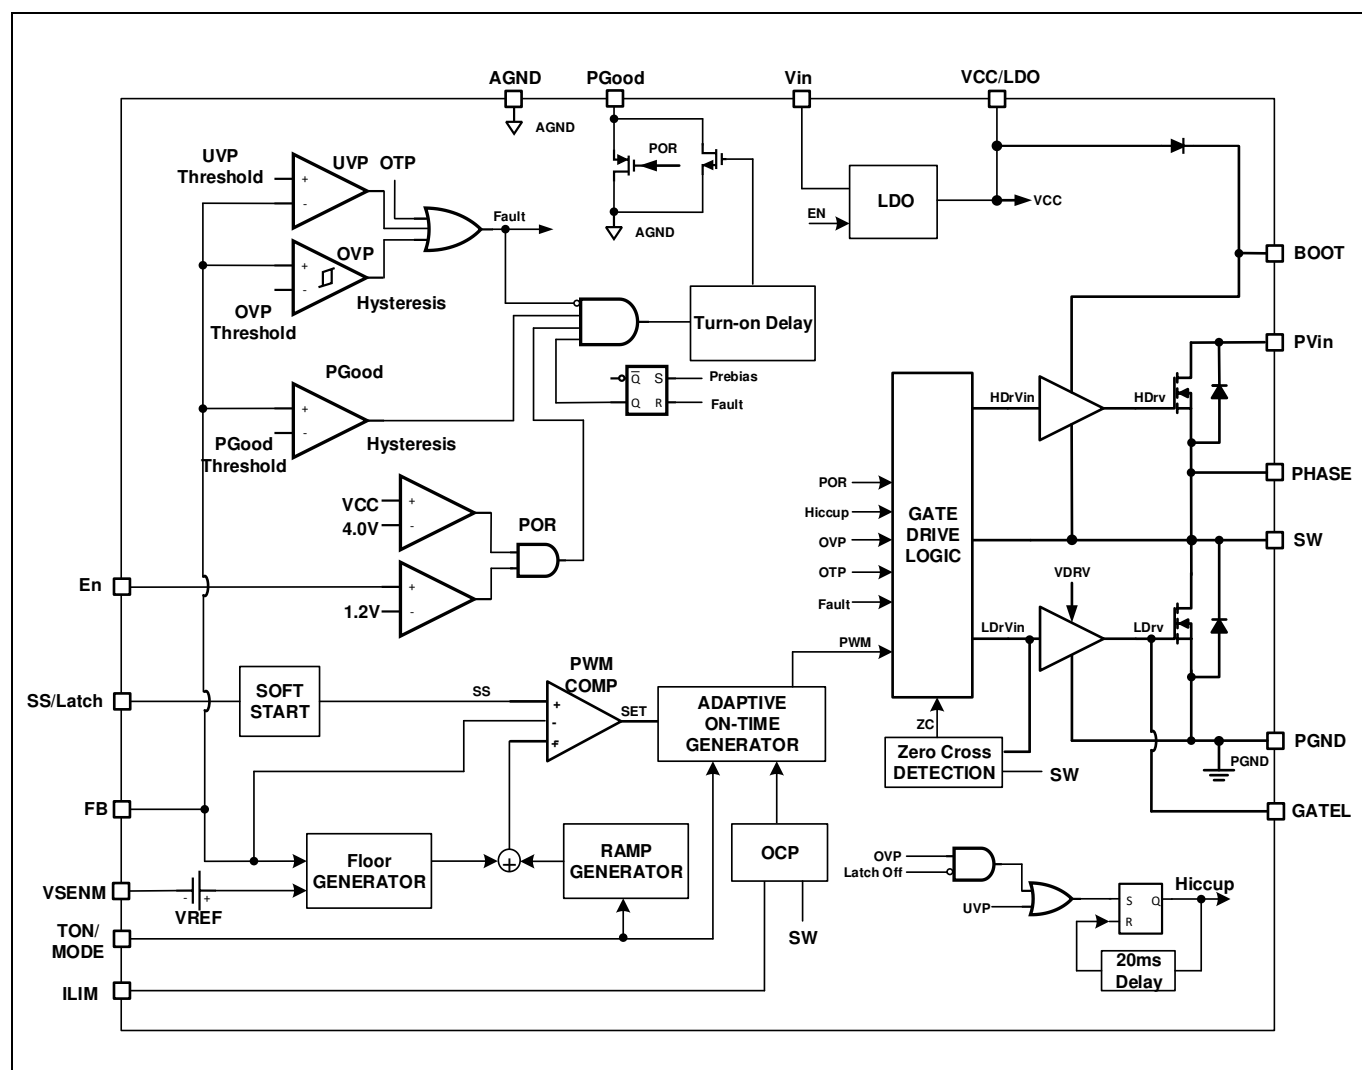 AGND
PGood
Vin
VCC/LDO
AGND
UVP
Threshold
UVP
OTP
POR
+
-
Fault
AGND
EN
LDO
VCC
BOOT
OVP
+
-
Hysteresis
OVP
Threshold
Turn-on Delay
PVin
PGood
Q
S
Q
R
Prebias
Fault
HDrVin
HDrv
+
-
PGood
Threshold
Hysteresis
PHASE
VCC
4.0V
+
-
POR
POR
Hiccup
OVP
OTP
Fault
PWM
GATE
DRIVE
LOGIC
SW
En
1.2V
+
-
VDRV
LDrVin
LDrv
SS/Latch
SOFT
START
SS
PWM
COMP
+
-
+
SET
ADAPTIVE
ON-TIME
GENERATOR
ZC
Zero Cross
DETECTION
SW
PGND
PGND
FB
GATEL
Floor
GENERATOR
+
RAMP
GENERATOR
OCP
VSENM
-
+
VREF
SW
OVP
Latch Off
UVP
S
Q
R
Hiccup
20ms
Delay
TON/
MODE
ILIM